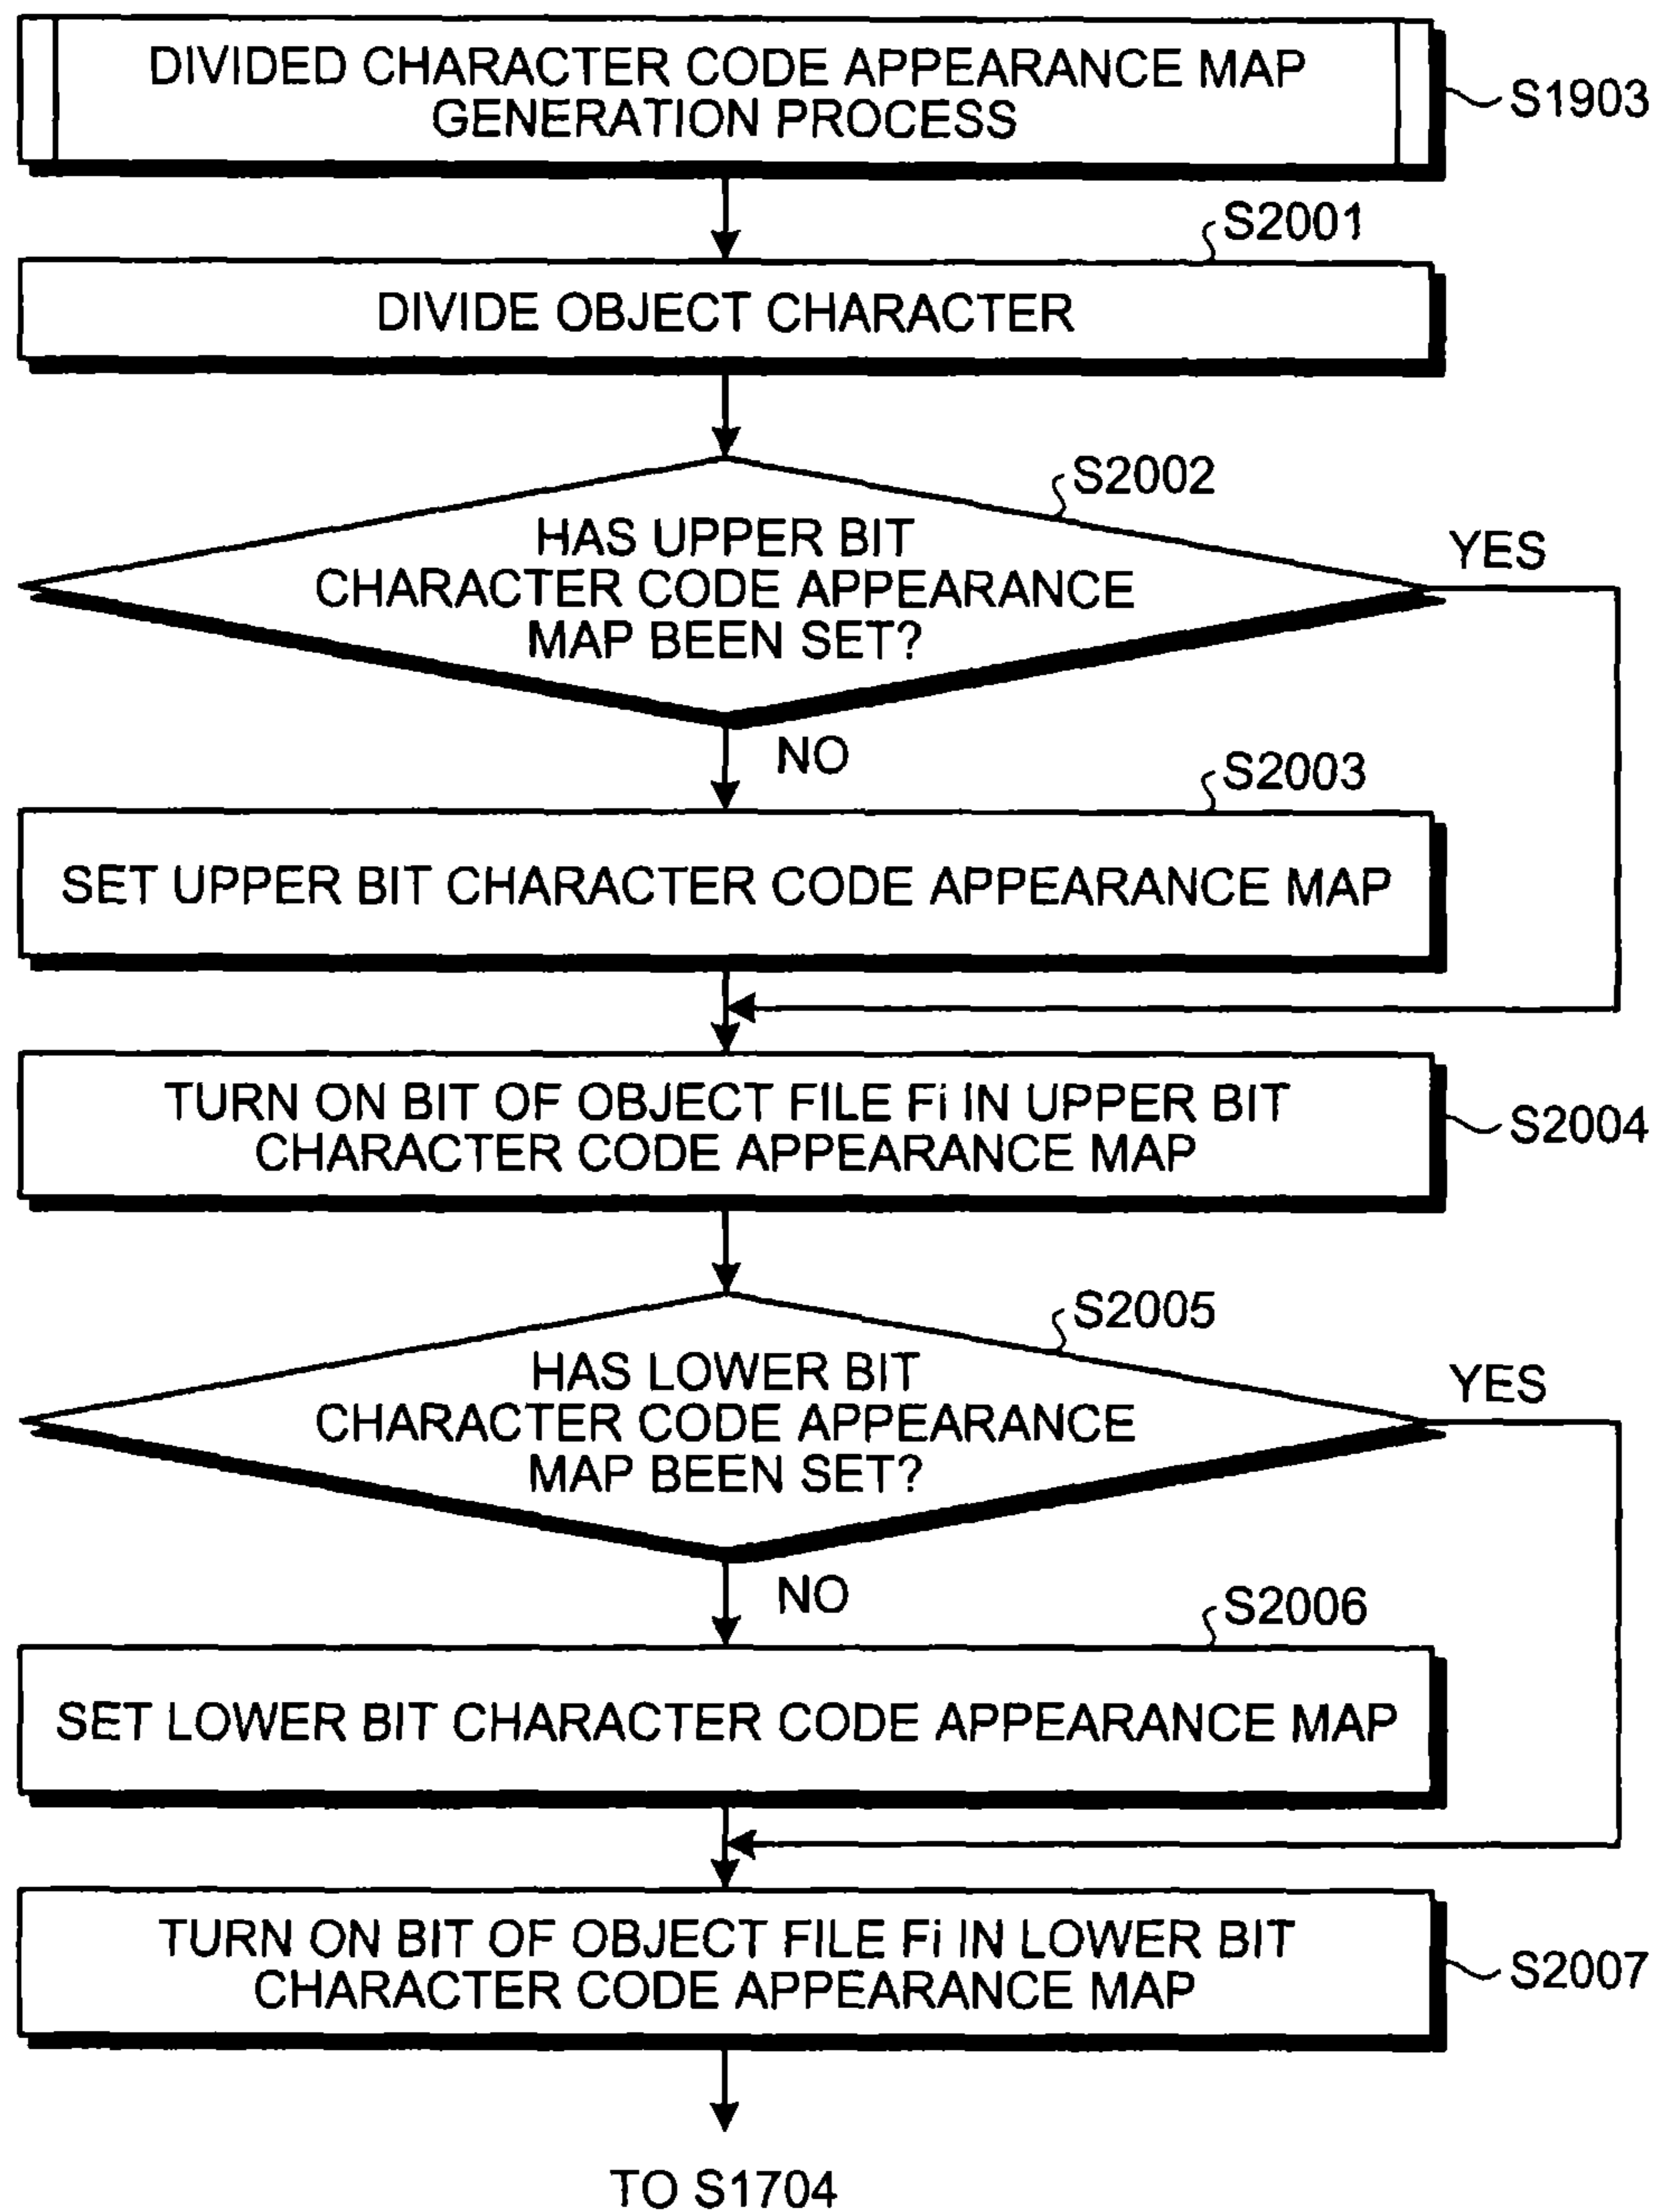 DIVIDED CHARACTER CODE APPEARANCE MAP
GENERATION PROCESS
S1903
S2001
DIVIDE OBJECT CHARACTER
S2002
HAS UPPER BIT
CHARACTER CODE APPEARANCE
MAP BEEN SET?
YES
NO
S2003
SET UPPER BIT CHARACTER CODE APPEARANCE MAP
TURN ON BIT OF OBJECT FILE Fi IN UPPER BIT
CHARACTER CODE APPEARANCE MAP
S2004
S2005
HAS LOWER BIT
CHARACTER CODE APPEARANCE
MAP BEEN SET?
YES
NO
S2006
SET LOWER BIT CHARACTER CODE APPEARANCE MAP
TURN ON BIT OF OBJECT FILE Fi IN LOWER BIT
CHARACTER CODE APPEARANCE MAP
S2007
TO S1704